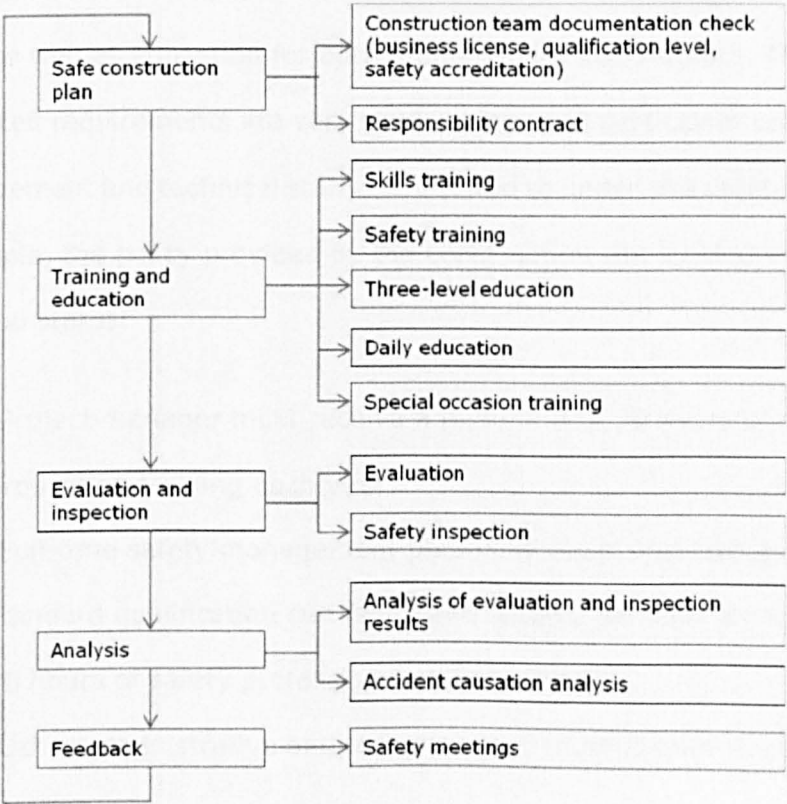 Construction team documentation check
(business license, qualification level,
safety accreditation)
Safe construction
plan
Responsibility contract
Skills training
Safety training
Training and
education
Three-level education
Daily education
Special occasion training
Evaluation and
inspection
Evaluation
Safety inspection
Analysis of evaluation and inspection
results
Analysis
Accident causation analysis
Feedback
Safety meetings